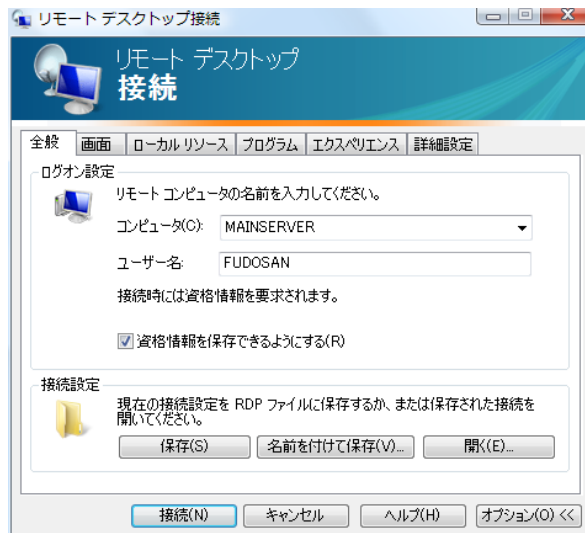 リモート デスクトップ接続
リモート デスクトップ
接続
全般 画面 ローカル リソース プログラム エクスペリエンス 詳細設定
ログオン設定
リモート コンピュータの名前を入力してください。
コンピュータ(C): MAINSERVER
ユーザー名: FUDOSAN
接続時には資格情報を要求されます。
資格情報を保存できるようにする(R)
接続設定
現在の接続設定を RDP ファイルに保存するか、または保存された接続を
開いてください。
保存(S) 名前を付けて保存(V)... 開く(E)...
接続(N) キャンセル ヘルプ(H) オプション(O) <<